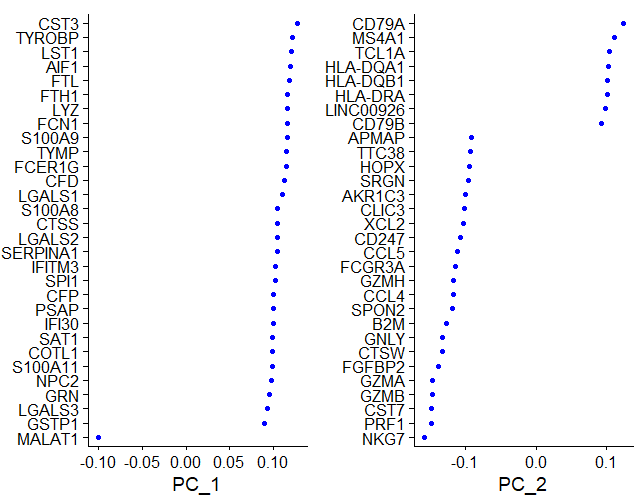 CST3
TYROBP
LST1
AIF1
FTL
FTH1
LYZ
FCN1
S100A9
TYMP
FCER1G
CFD
LGALS1
S100A8
CTSS
LGALS2
SERPINA1
IFITM3
SPI1
CFP
PSAP
IFI30
SAT1
COTL1
S100A11
NPC2
GRN
LGALS3
GSTP1
MALAT1
-0.10 -0.05 0.00 0.05 0.10
PC_1
CD79A
MS4A1
TCL1A
HLA-DQA1
HLA-DQB1
HLA-DRA
LINC00926
CD79B
APMAP
TTC38
HOPX
SRGN
AKR1C3
CLIC3
XCL2
CD247
CCL5
FCGR3A
GZMH
CCL4
SPON2
B2M
GNLY
CTSW
FGFBP2
GZMA
GZMB
CST7
PRF1
NKG7
-0.1 0.0 0.1
PC_2